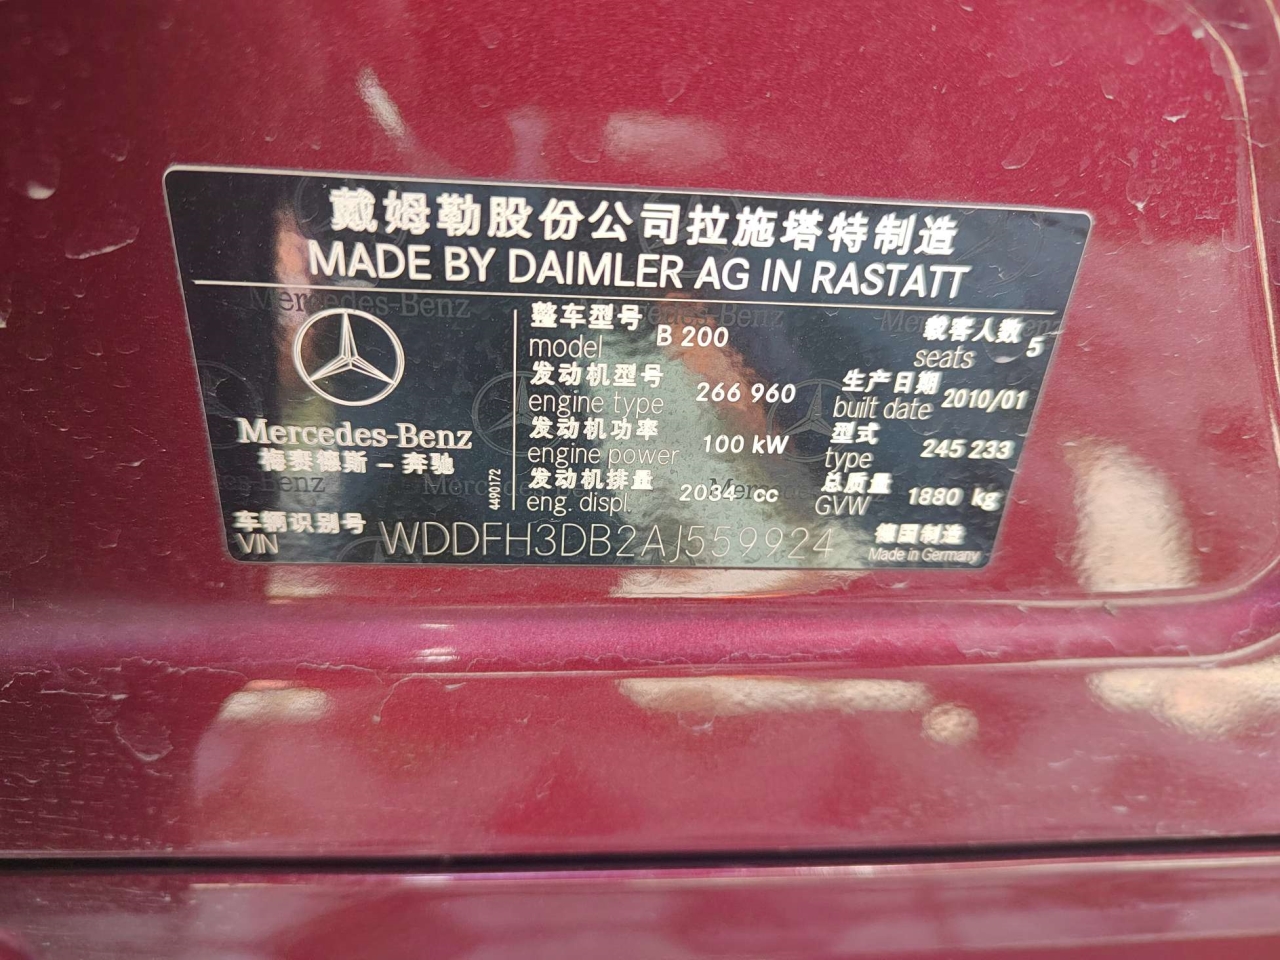 戴姆勒股份公司拉施塔特制造
MADE BY DAIMLER AG IN RASTATT
Mercedes-Benz
梅赛德斯-奔驰
4490172
整车型号
model B 200
载客人数
seats 5
发动机型号
engine type 266 960
生产日期
built date 2010/01
发动机功率
engine power 100 kW
型式
type 245 233
发动机排量
eng. displ. 2034 cc
总质量
GVW 1880 kg
车辆识别号
VIN WDDFH3DB2AJ559924
德国制造
Made in Germany